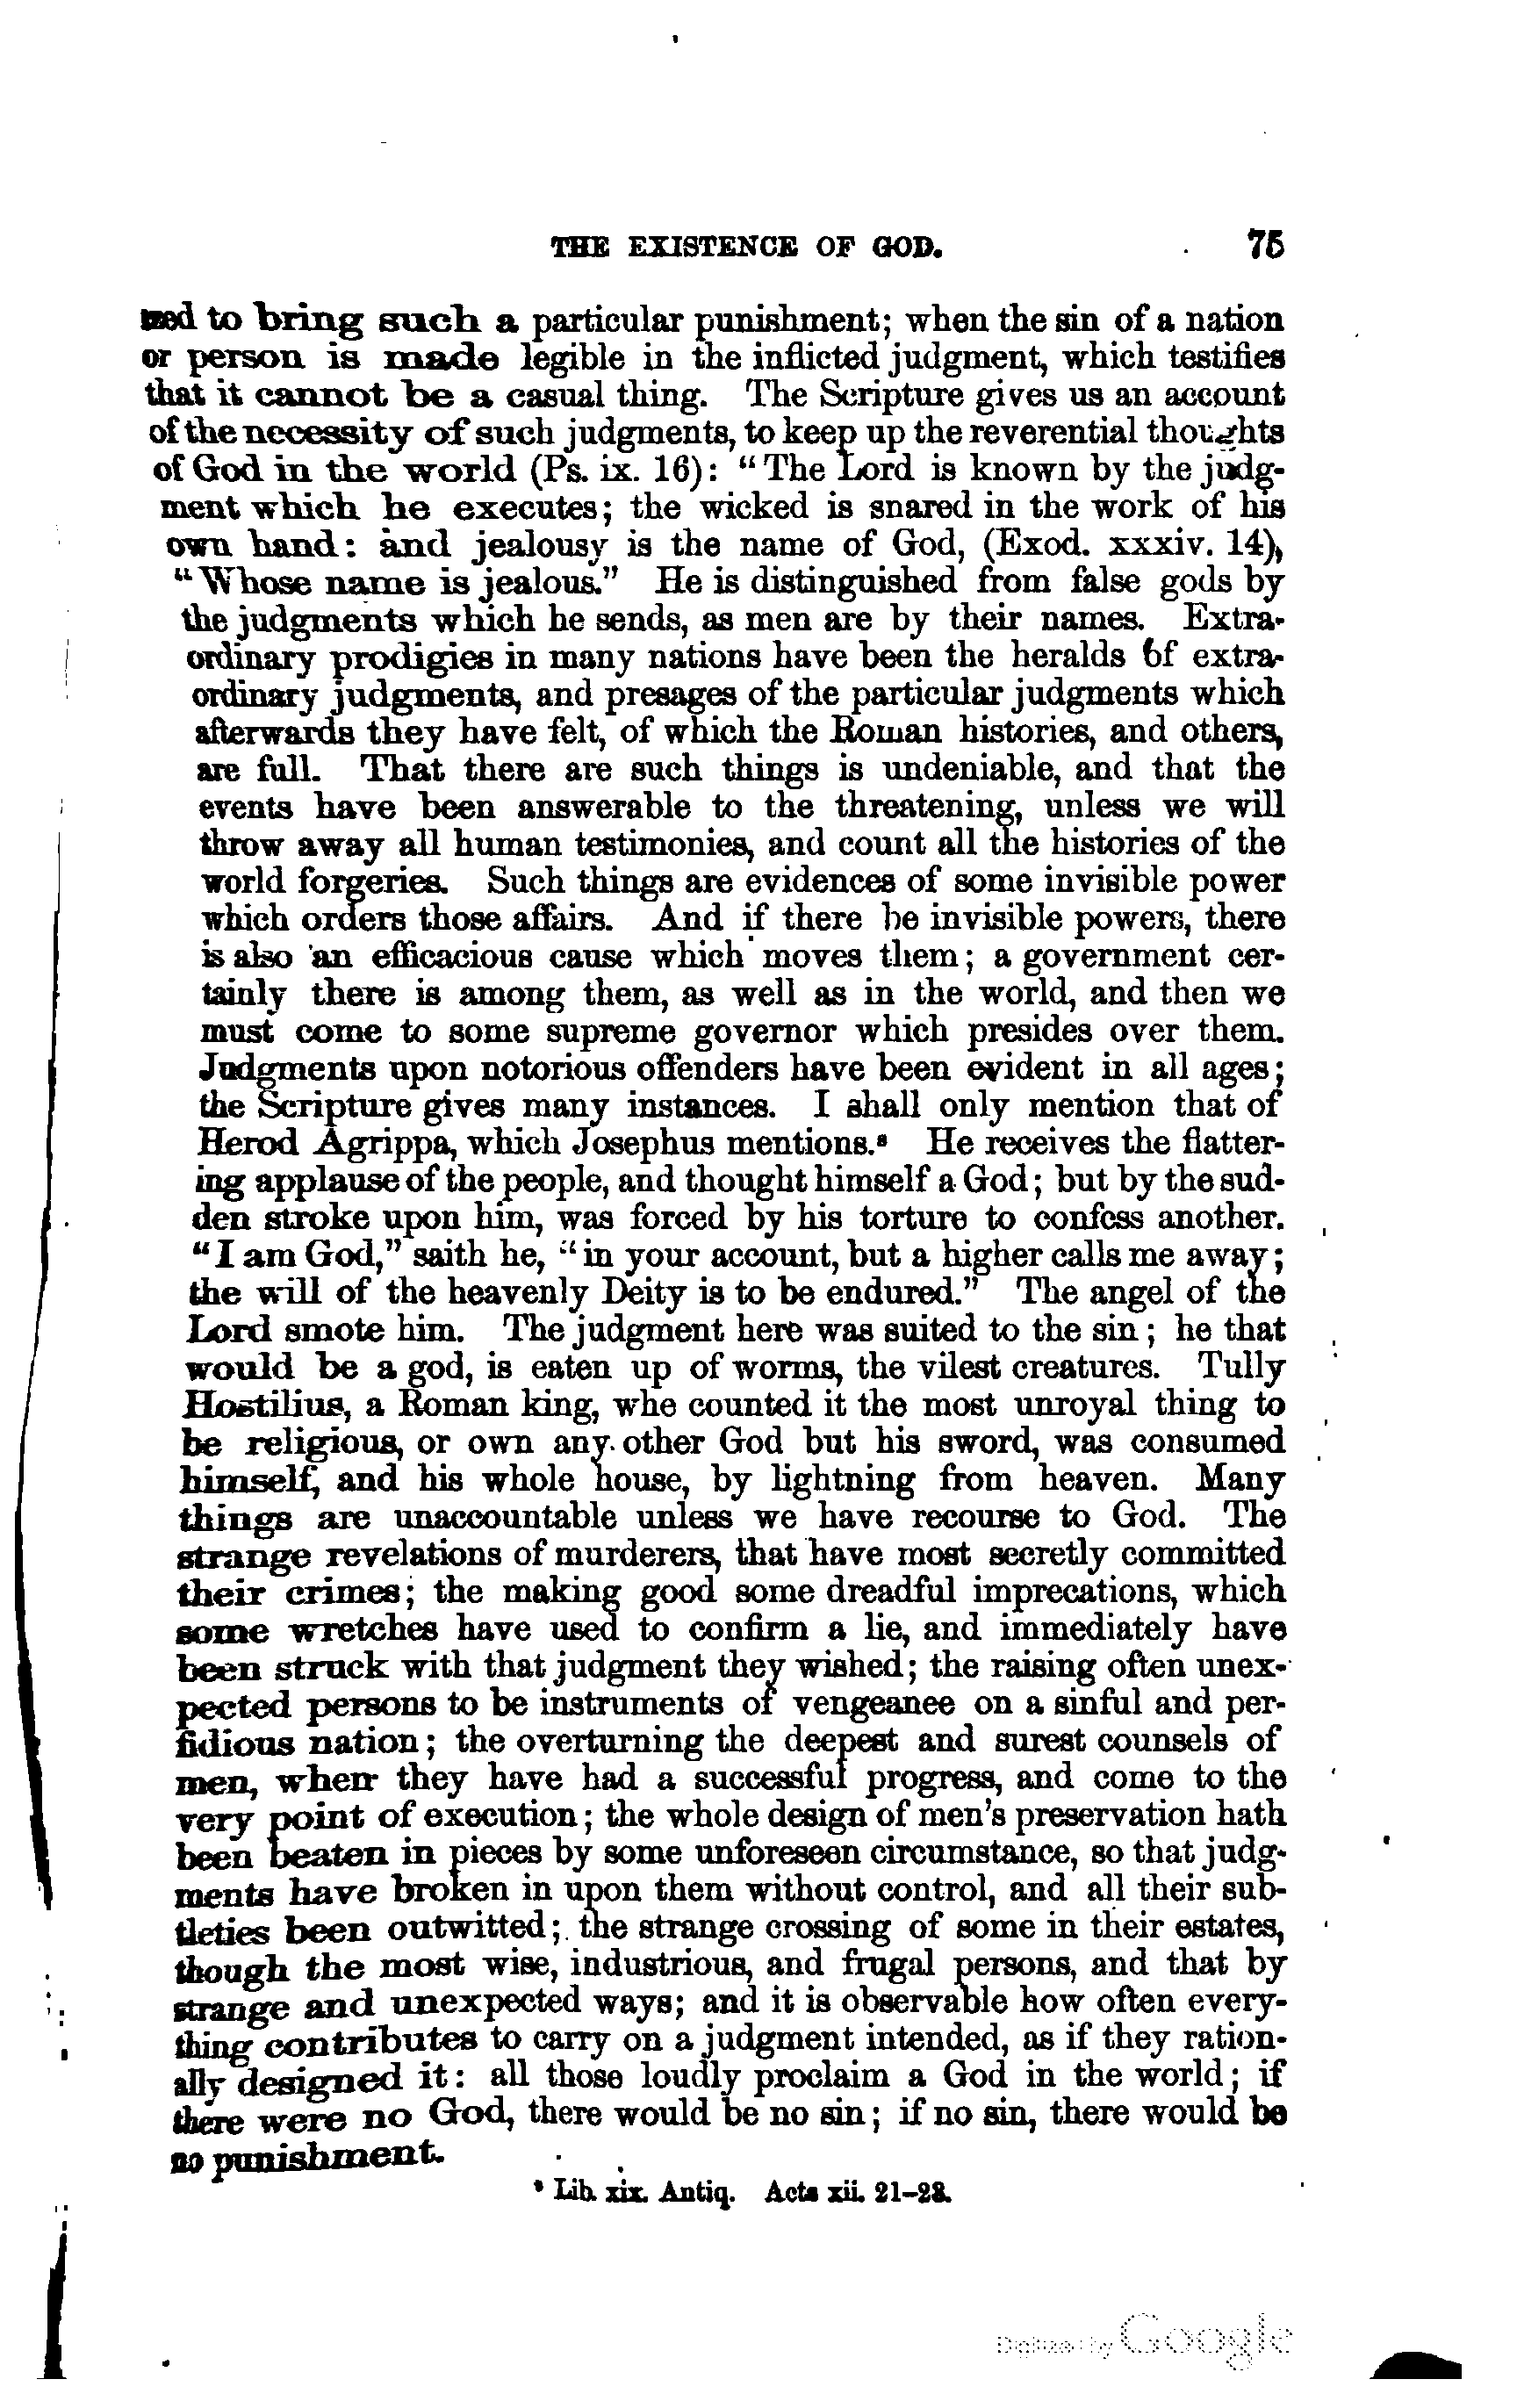 THE EXISTENCE OF GOD. 75
used to bring such a particular punishment; when the sin of a nation
or person is made legible in the inflicted judgment, which testifies
that it cannot be a casual thing. The Scripture gives us an account
of the necessity of such judgments, to keep up the reverential thoughts
of God in the world (Ps. ix. 16): “The Lord is known by the judg-
ment which he executes; the wicked is snared in the work of his
own hand: and jealousy is the name of God, (Exod. xxxiv. 14),
“Whose name is jealous.” He is distinguished from false gods by
the judgments which he sends, as men are by their names. Extra-
ordinary prodigies in many nations have been the heralds of extra-
ordinary judgments, and presages of the particular judgments which
afterwards they have felt, of which the Roman histories, and others,
are full. That there are such things is undeniable, and that the
events have been answerable to the threatening, unless we will
throw away all human testimonies, and count all the histories of the
world forgeries. Such things are evidences of some invisible power
which orders those affairs. And if there be invisible powers, there
is also an efficacious cause which moves them; a government cer-
tainly there is among them, as well as in the world, and then we
must come to some supreme governor which presides over them.
Judgments upon notorious offenders have been evident in all ages;
the Scripture gives many instances. I shall only mention that of
Herod Agrippa, which Josephus mentions.s He receives the flatter-
ing applause of the people, and thought himself a God; but by the sud-
den stroke upon him, was forced by his torture to confess another.
“I am God,” saith he, “in your account, but a higher calls me away;
the will of the heavenly Deity is to be endured.” The angel of the
Lord smote him. The judgment here was suited to the sin; he that
would be a god, is eaten up of worms, the vilest creatures. Tully
Hostilius, a Roman king, whe counted it the most unroyal thing to
be religious, or own any other God but his sword, was consumed
himself, and his whole house, by lightning from heaven. Many
things are unaccountable unless we have recourse to God. The
strange revelations of murderers, that have most secretly committed
their crimes; the making good some dreadful imprecations, which
some wretches have used to confirm a lie, and immediately have
been struck with that judgment they wished; the raising often unex-
pected persons to be instruments of vengeanee on a sinful and per-
fidious nation; the overturning the deepest and surest counsels of
men, when they have had a successful progress, and come to the
very point of execution; the whole design of men's preservation hath
been beaten in pieces by some unforeseen circumstance, so that judg-
ments have broken in upon them without control, and all their sub-
tleties been outwitted; the strange crossing of some in their estates,
though the most wise, industrious, and frugal persons, and that by
strange and unexpected ways; and it is observable how often every-
thing contributes to carry on a judgment intended, as if they ration-
ally designed it: all those loudly proclaim a God in the world; if
there were no God, there would be no sin; if no sin, there would be
no punishment.
s Lib. xix. Antiq. Acts xii. 21–23.
Digitized by Google